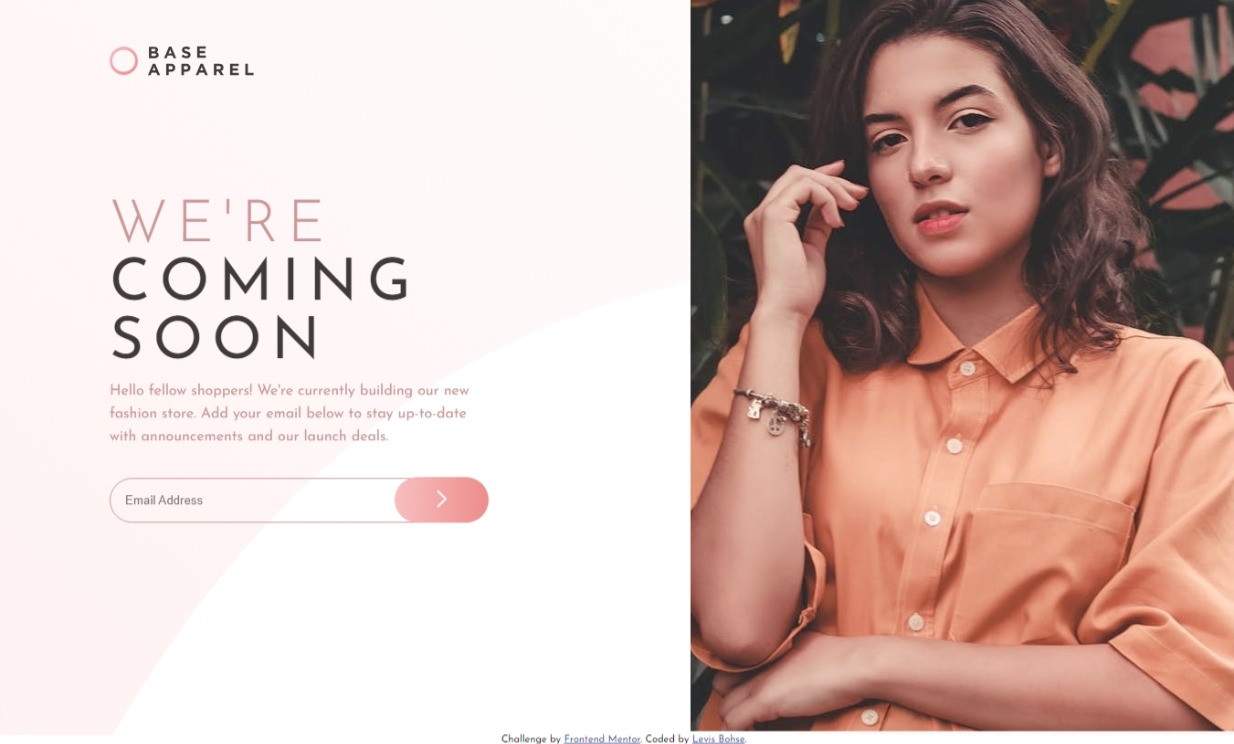 BASE
APPAREL
WE'RE
COMING
SOON
Hello fellow shoppers! We're currently building our new
fashion store. Add your email below to stay up-to-date
with announcements and our launch deals.
Email Address
Challenge by Frontend Mentor. Coded by Levis Bohse.